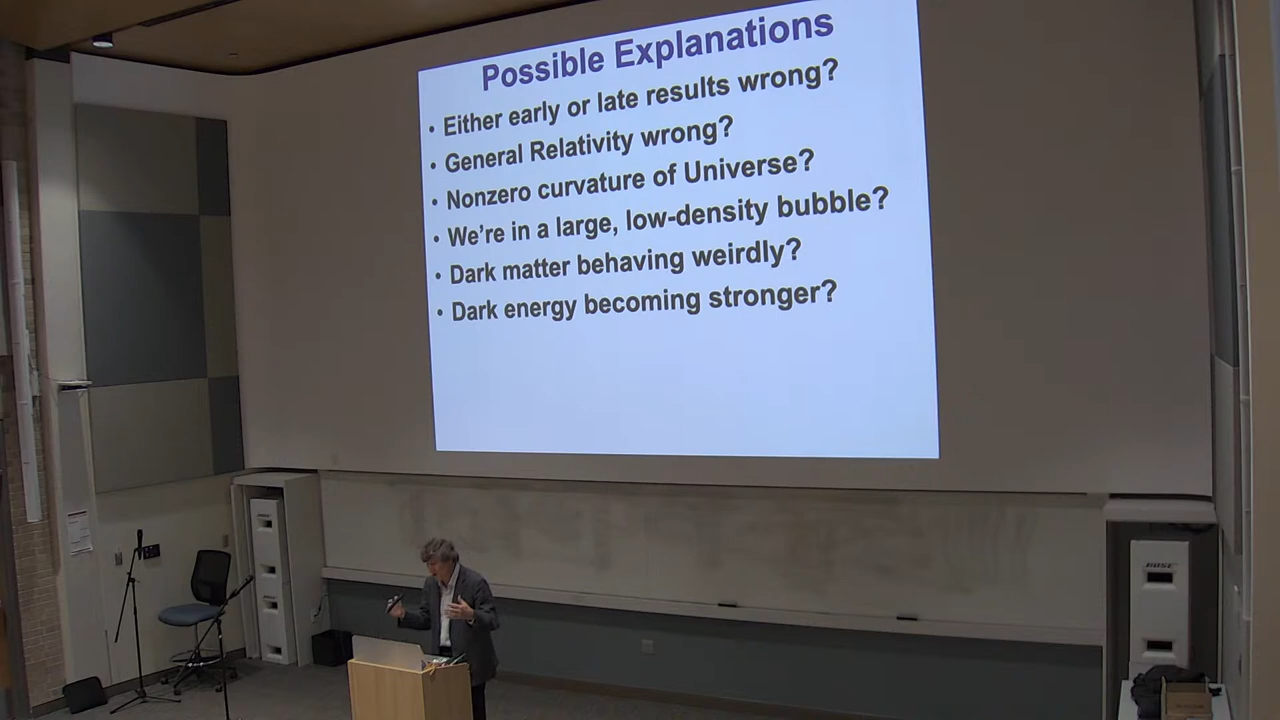 Possible Explanations
• Either early or late results wrong?
• General Relativity wrong?
• Nonzero curvature of Universe?
• We’re in a large, low-density bubble?
• Dark matter behaving weirdly?
• Dark energy becoming stronger?
BOSE